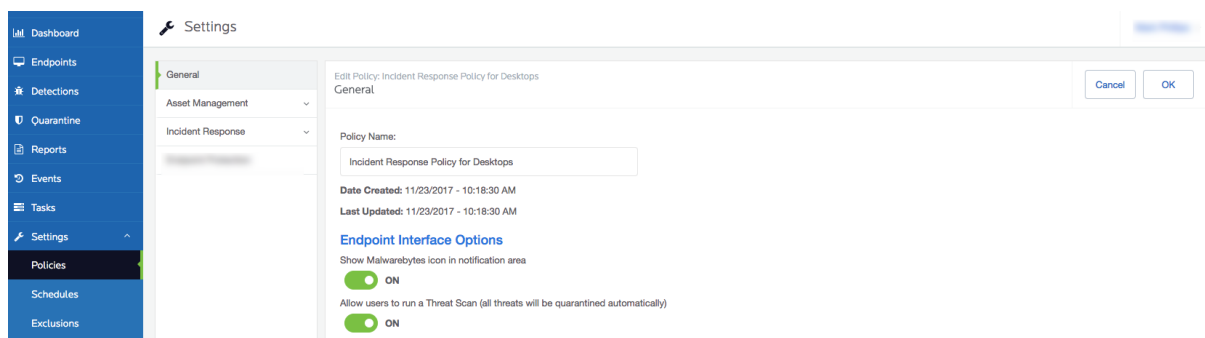 Dashboard
Endpoints
Detections
Quarantine
Reports
Events
Tasks
Settings
Policies
Schedules
Exclusions
Settings
General
Asset Management
Incident Response
Edit Policy: Incident Response Policy for Desktops
General
Cancel
OK
Policy Name:
Incident Response Policy for Desktops
Date Created: 11/23/2017 - 10:18:30 AM
Last Updated: 11/23/2017 - 10:18:30 AM
Endpoint Interface Options
Show Malwarebytes icon in notification area
ON
Allow users to run a Threat Scan (all threats will be quarantined automatically)
ON